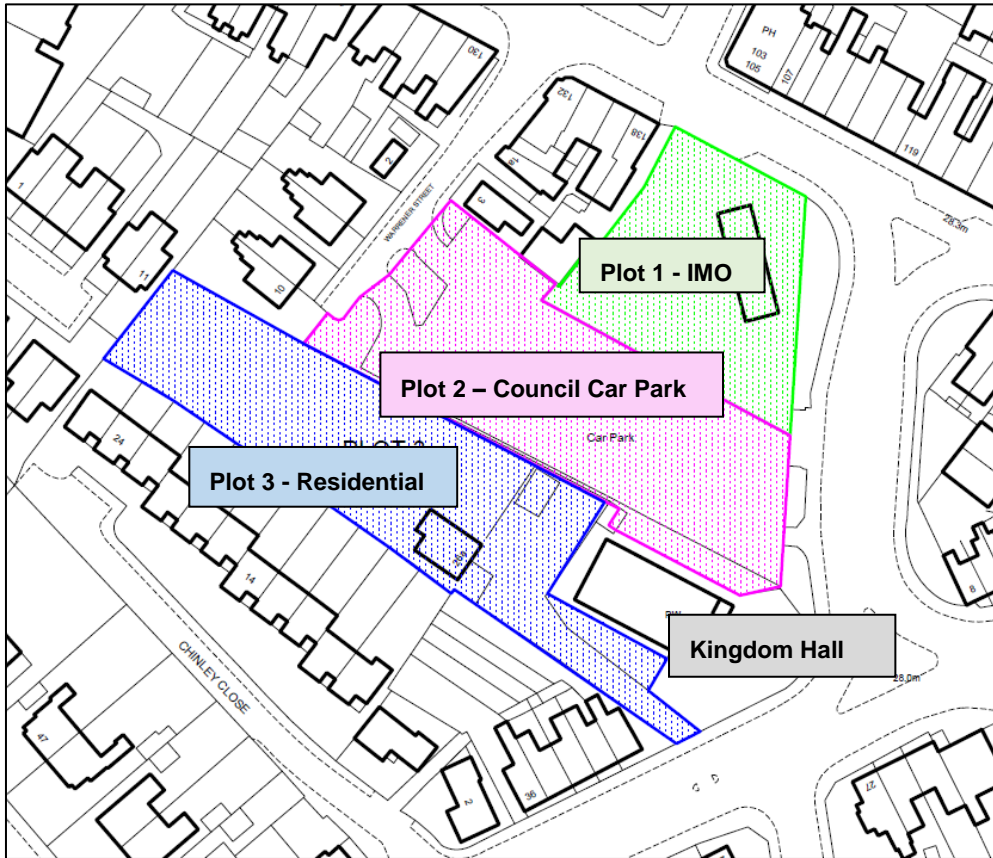 130
PH
103
105
107
132
138
119
1
2
WARRENER STREET
3
28.3m
11
10
Plot 1 - IMO
Plot 2 – Council Car Park
Car Park
24
Plot 3 - Residential
14
8
Kingdom Hall
28.0m
CHINLEY CLOSE
47
2
36
27